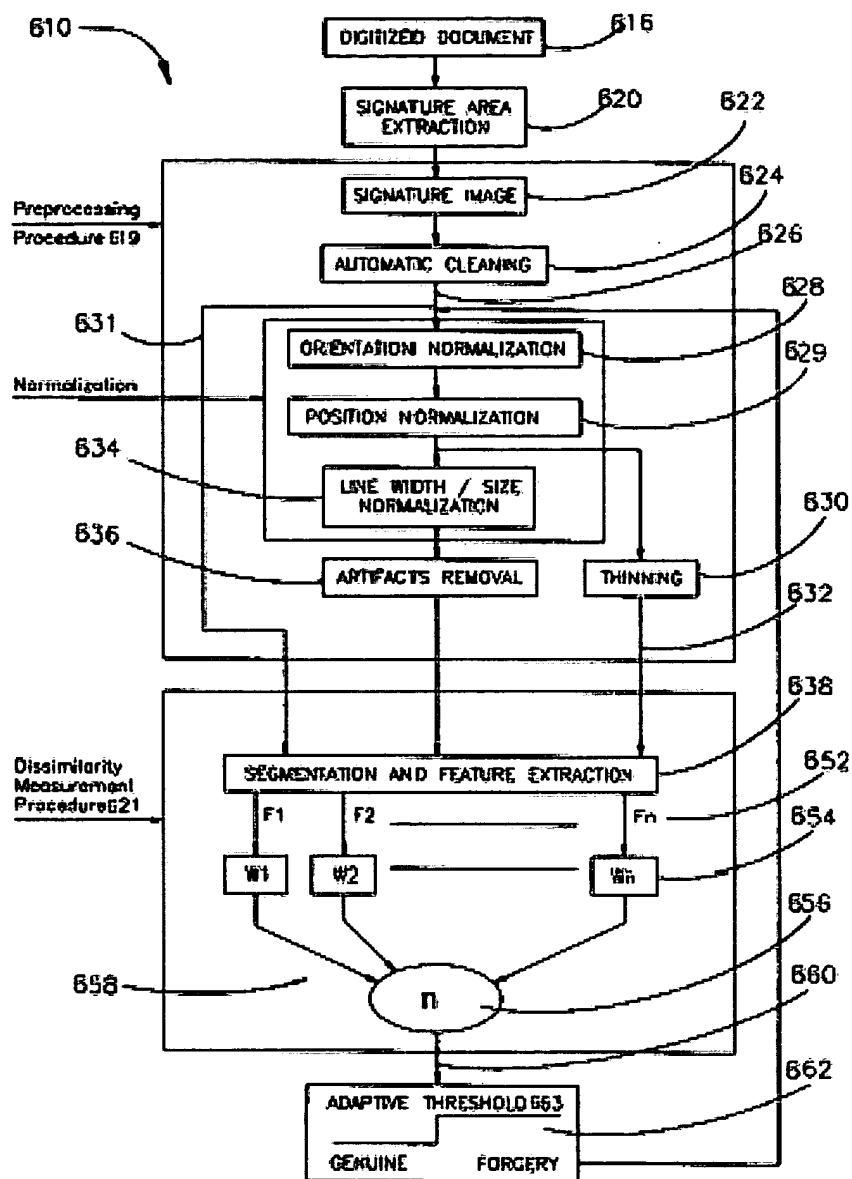 610
DIGITIZED DOCUMENT
616
SIGNATURE AREA
EXTRACTION
620
622
SIGNATURE IMAGE
624
Preprocessing
Procedure 619
AUTOMATIC CLEANING
626
631
628
ORIENTATION NORMALIZATION
629
Normalization
POSITION NORMALIZATION
634
LINE WIDTH / SIZE
NORMALIZATION
630
636
ARTIFACTS REMOVAL
THINNING
632
638
Dissimilarity
Measurement
Procedure 621
SEGMENTATION AND FEATURE EXTRACTION
652
F1
F2
Fn
654
W1
W2
Wn
656
658
Π
660
662
ADAPTIVE THRESHOLD 663
GENUINE
FORGERY